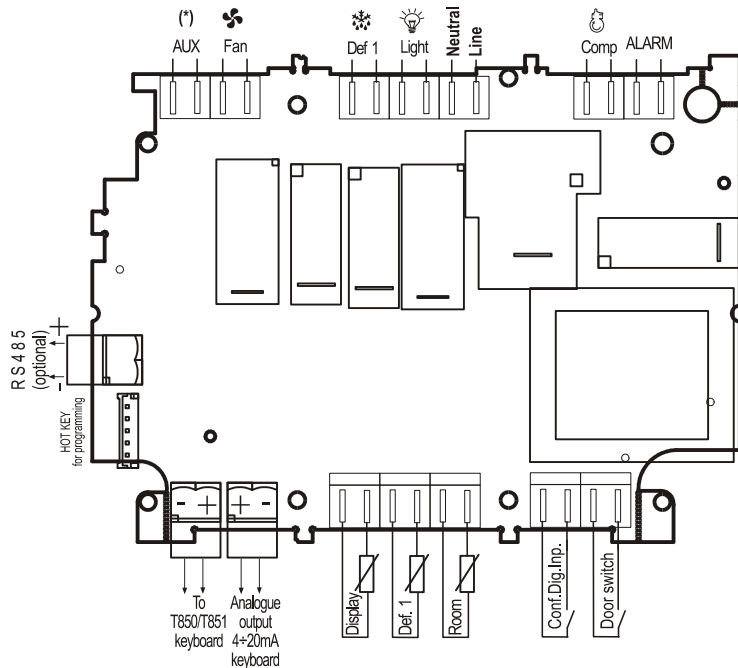 (*)
AUX Fan Def 1 Light Neutral Line Comp ALARM
+
RS485
(optional)
-
HOT KEY
for programming
- + + -
To
T850/T851
keyboard
Analogue
output
4÷20mA
keyboard
Display
Def. 1
Room
Conf.Dig.Inp.
Door switch